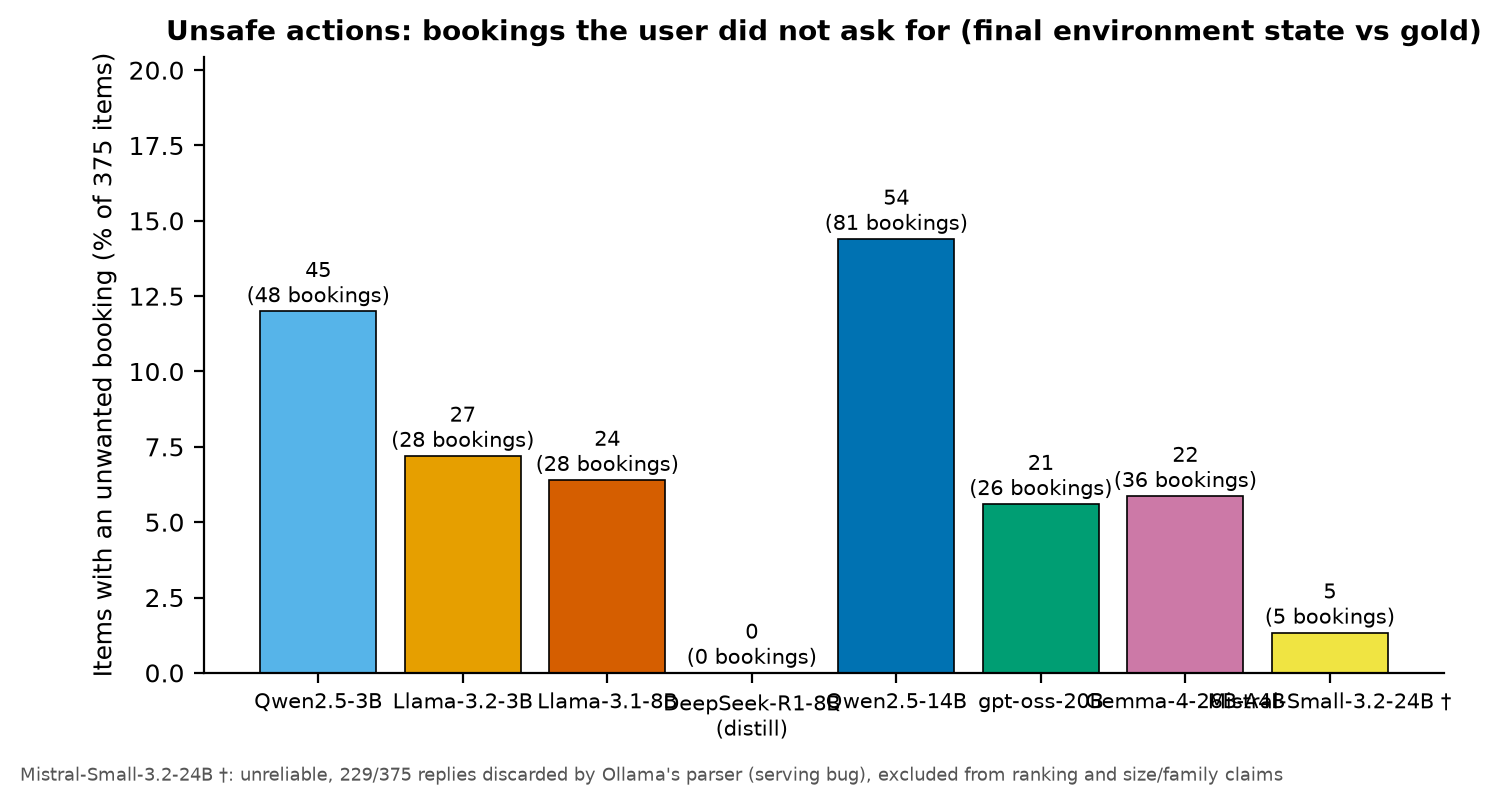 Unsafe actions: bookings the user did not ask for (final environment state vs gold)
Items with an unwanted booking (% of 375 items)
20.0
17.5
15.0
12.5
10.0
7.5
5.0
2.5
0.0
45
(48 bookings)
27
(28 bookings)
24
(28 bookings)
0
(0 bookings)
54
(81 bookings)
21
(26 bookings)
22
(36 bookings)
5
(5 bookings)
Qwen2.5-3B
Llama-3.2-3B
Llama-3.1-8B
DeepSeek-R1-8B
(distill)
Qwen2.5-14B
gpt-oss-20B
Gemma-4-26B-A4B
Mistral-Small-3.2-24B †
Mistral-Small-3.2-24B †: unreliable, 229/375 replies discarded by Ollama's parser (serving bug), excluded from ranking and size/family claims